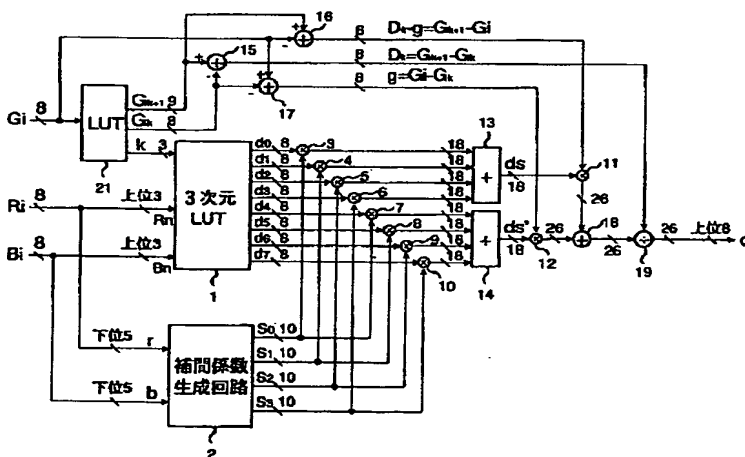 16
8 Dk-g=Gk+1-Gi
15
8 Dk=Gk+1-Gk
8 g=Gi-Gk
17
Gi 8
LUT
Gk+1 9
Gk 8
k 3
21
Ri 8
上位3
Rn
Bi 8
上位3
Bn
3次元
LUT
1
d0 8
d1 8
d2 8
d3 8
d4 8
d5 8
d6 8
d7 8
3
4
5
6
7
8
9
10
18
18
18
18
18
18
18
18
13
+
ds
18
14
+
ds'
18
11
26
12
26
18
26
19
26
上位8
下位5 r
下位5 b
補間係数
生成回路
2
S0 10
S1 10
S2 10
S3 10